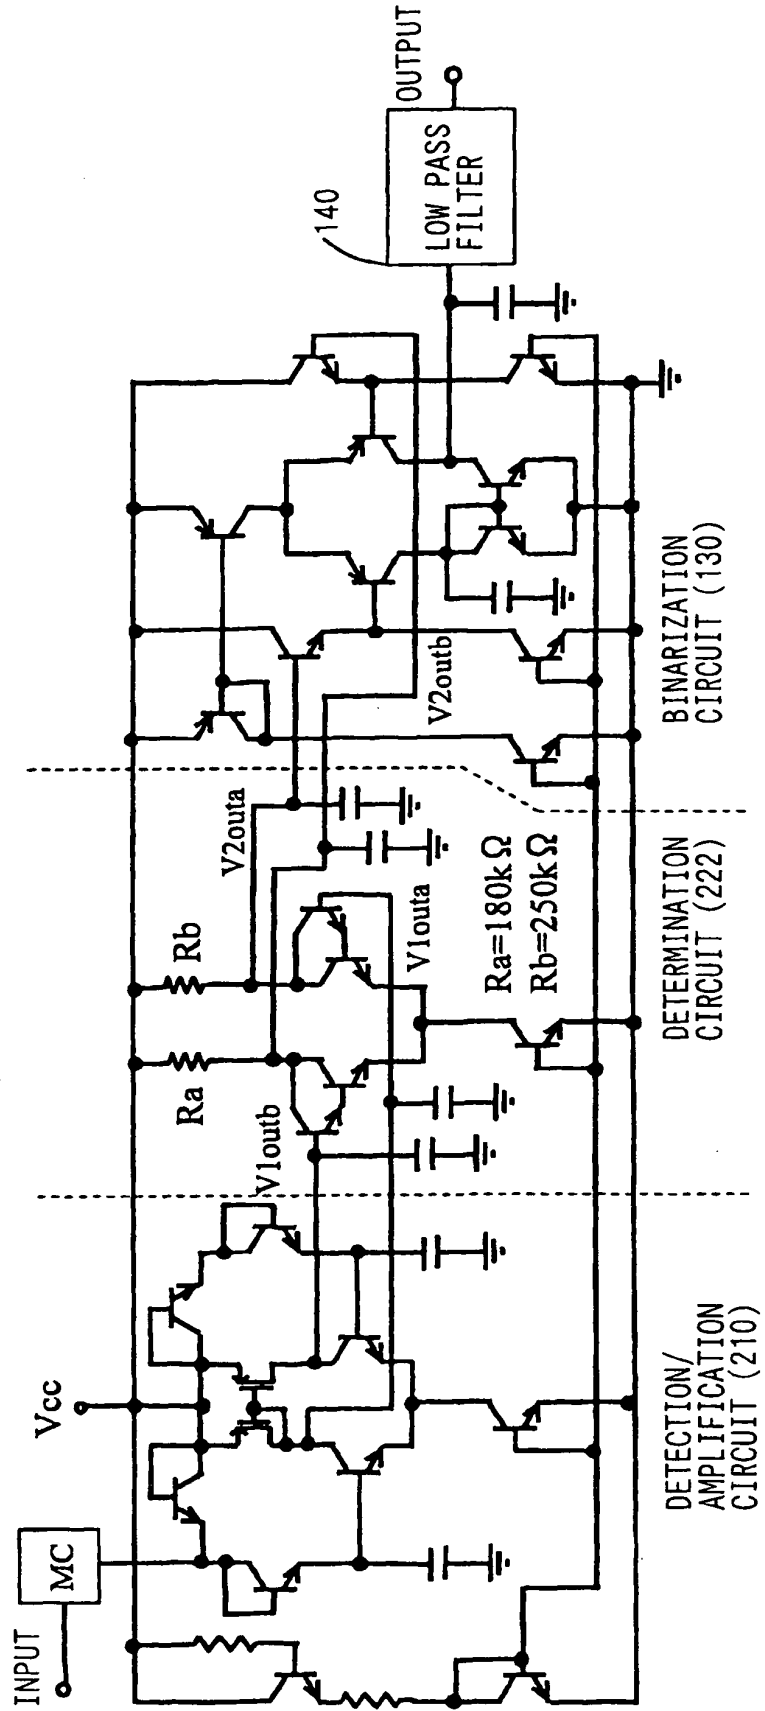 INPUT
MC
Vcc
DETECTION/
AMPLIFICATION
CIRCUIT (210)
V1outb
Ra
Rb
V1outa
Ra=180kΩ
Rb=250kΩ
DETERMINATION
CIRCUIT (222)
V2outa
V2outb
BINARIZATION
CIRCUIT (130)
140
LOW PASS
FILTER
OUTPUT